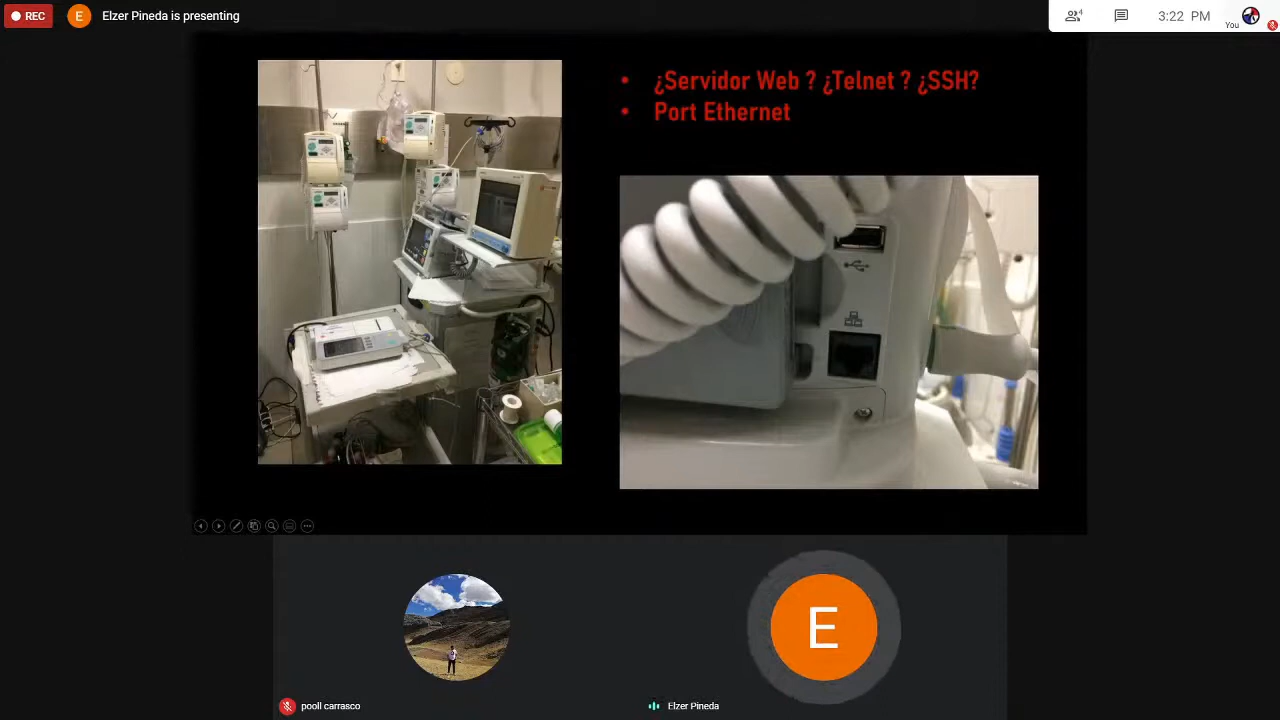 REC
E
Elzer Pineda is presenting
4
3:22 PM
You
• ¿Servidor Web ? ¿Telnet ? ¿SSH?
• Port Ethernet
E
pooll carrasco
Elzer Pineda